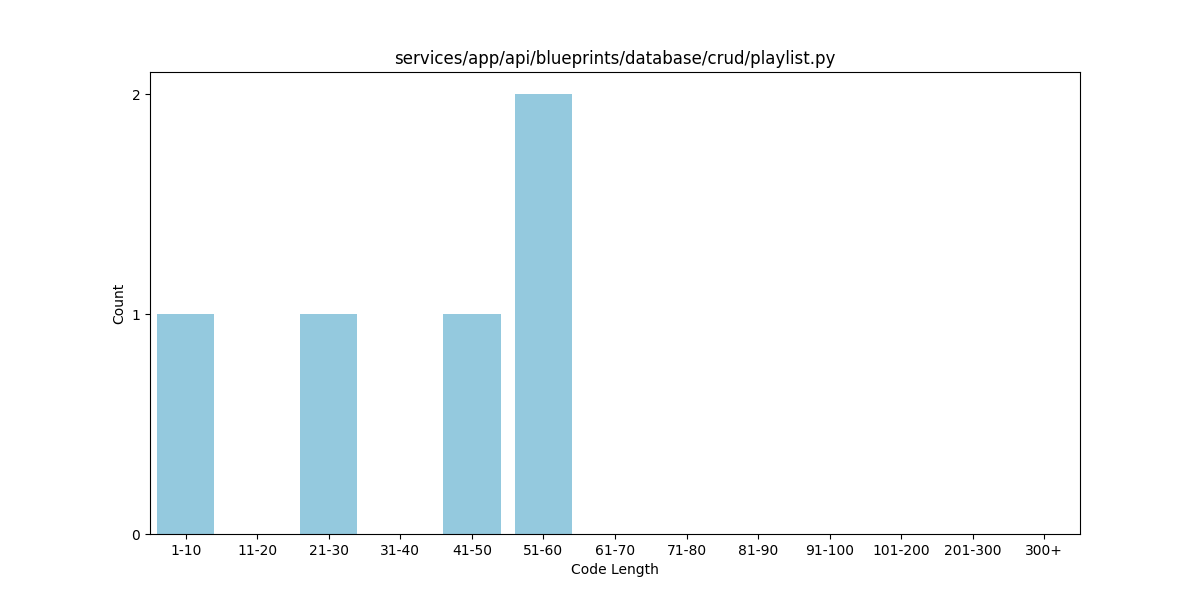 services/app/api/blueprints/database/crud/playlist.py
2
1
0
Count
1-10 11-20 21-30 31-40 41-50 51-60 61-70 71-80 81-90 91-100 101-200 201-300 300+
Code Length